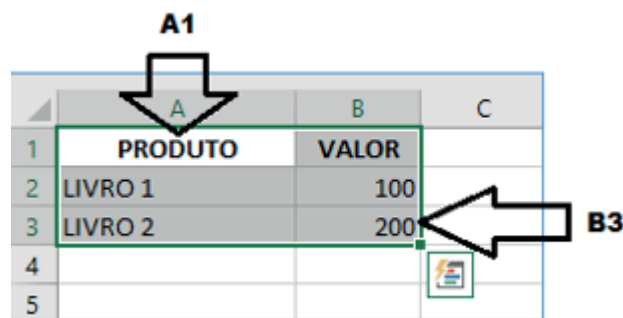 A1
A B C
1 PRODUTO VALOR
2 LIVRO 1 100
3 LIVRO 2 200
B3
4
5